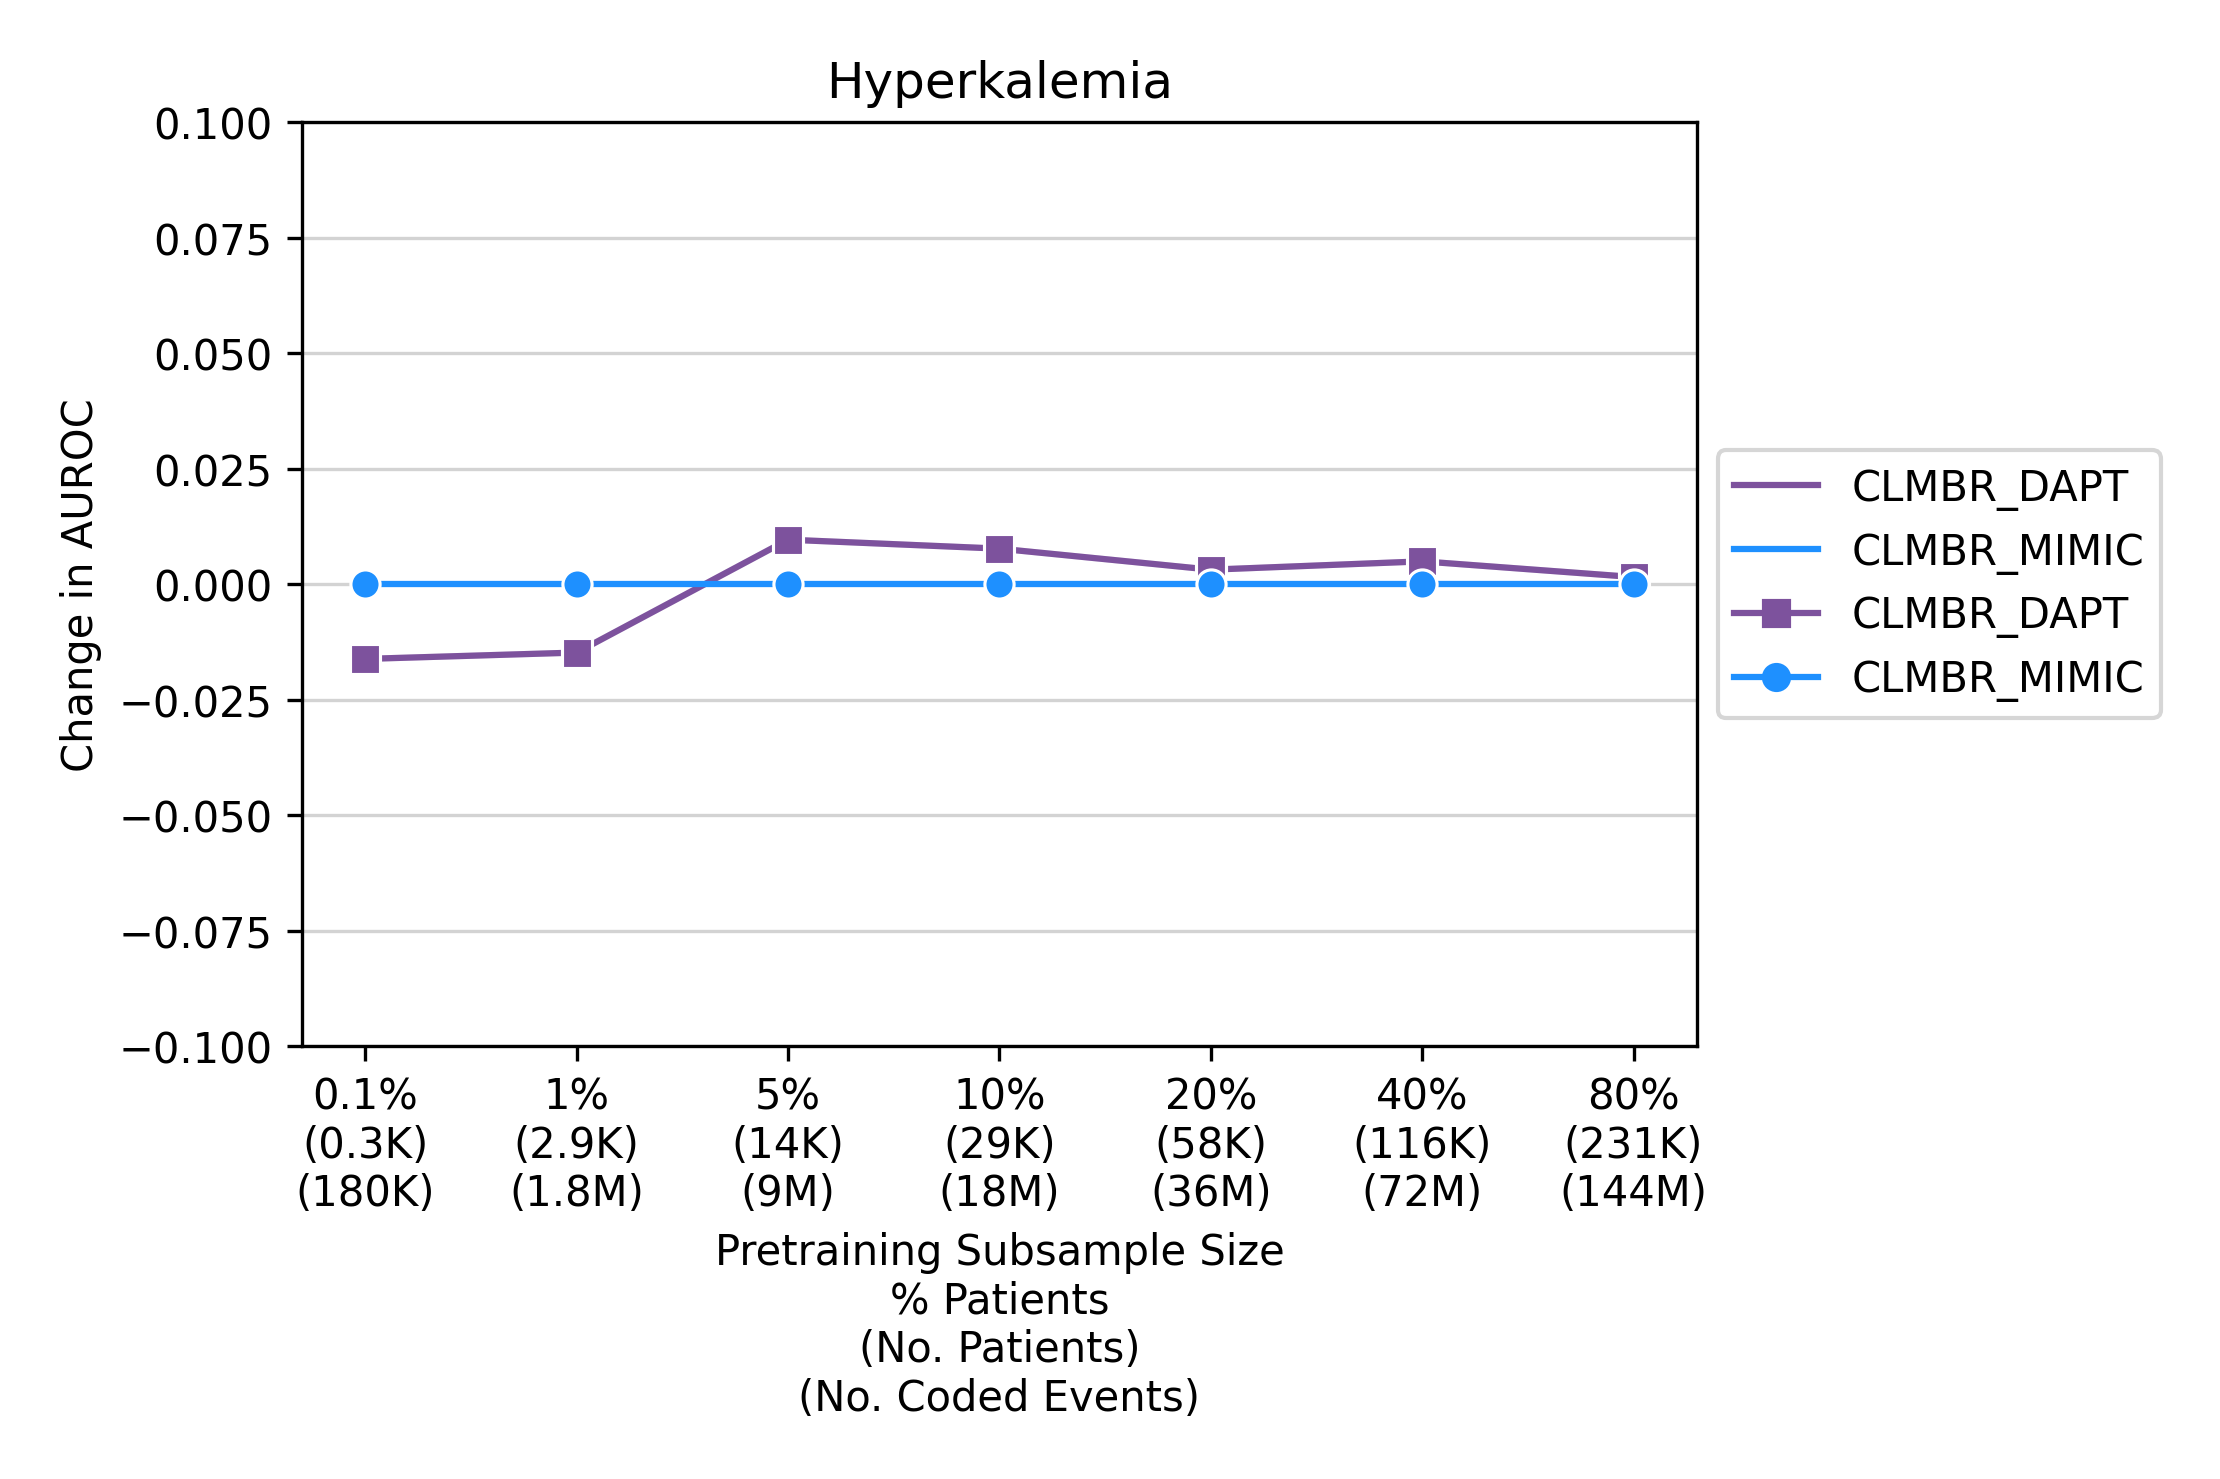 Hyperkalemia
0.100
0.075
0.050
0.025
0.000
−0.025
−0.050
−0.075
−0.100
Change in AUROC
CLMBR_DAPT
CLMBR_MIMIC
CLMBR_DAPT
CLMBR_MIMIC
0.1% 1% 5% 10% 20% 40% 80%
(0.3K) (2.9K) (14K) (29K) (58K) (116K) (231K)
(180K) (1.8M) (9M) (18M) (36M) (72M) (144M)
Pretraining Subsample Size
% Patients
(No. Patients)
(No. Coded Events)